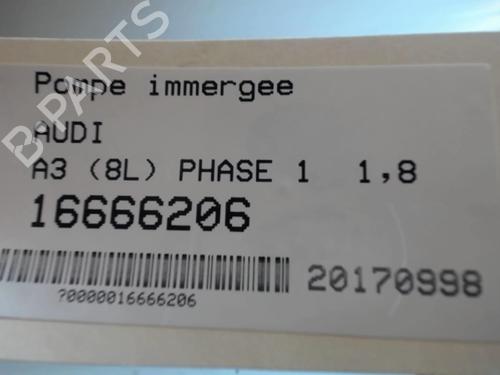 B PARTS
Pompe immergee
AUDI
A3 (8L) PHASE 1 1,8
16666206
20170998
?0000016666206